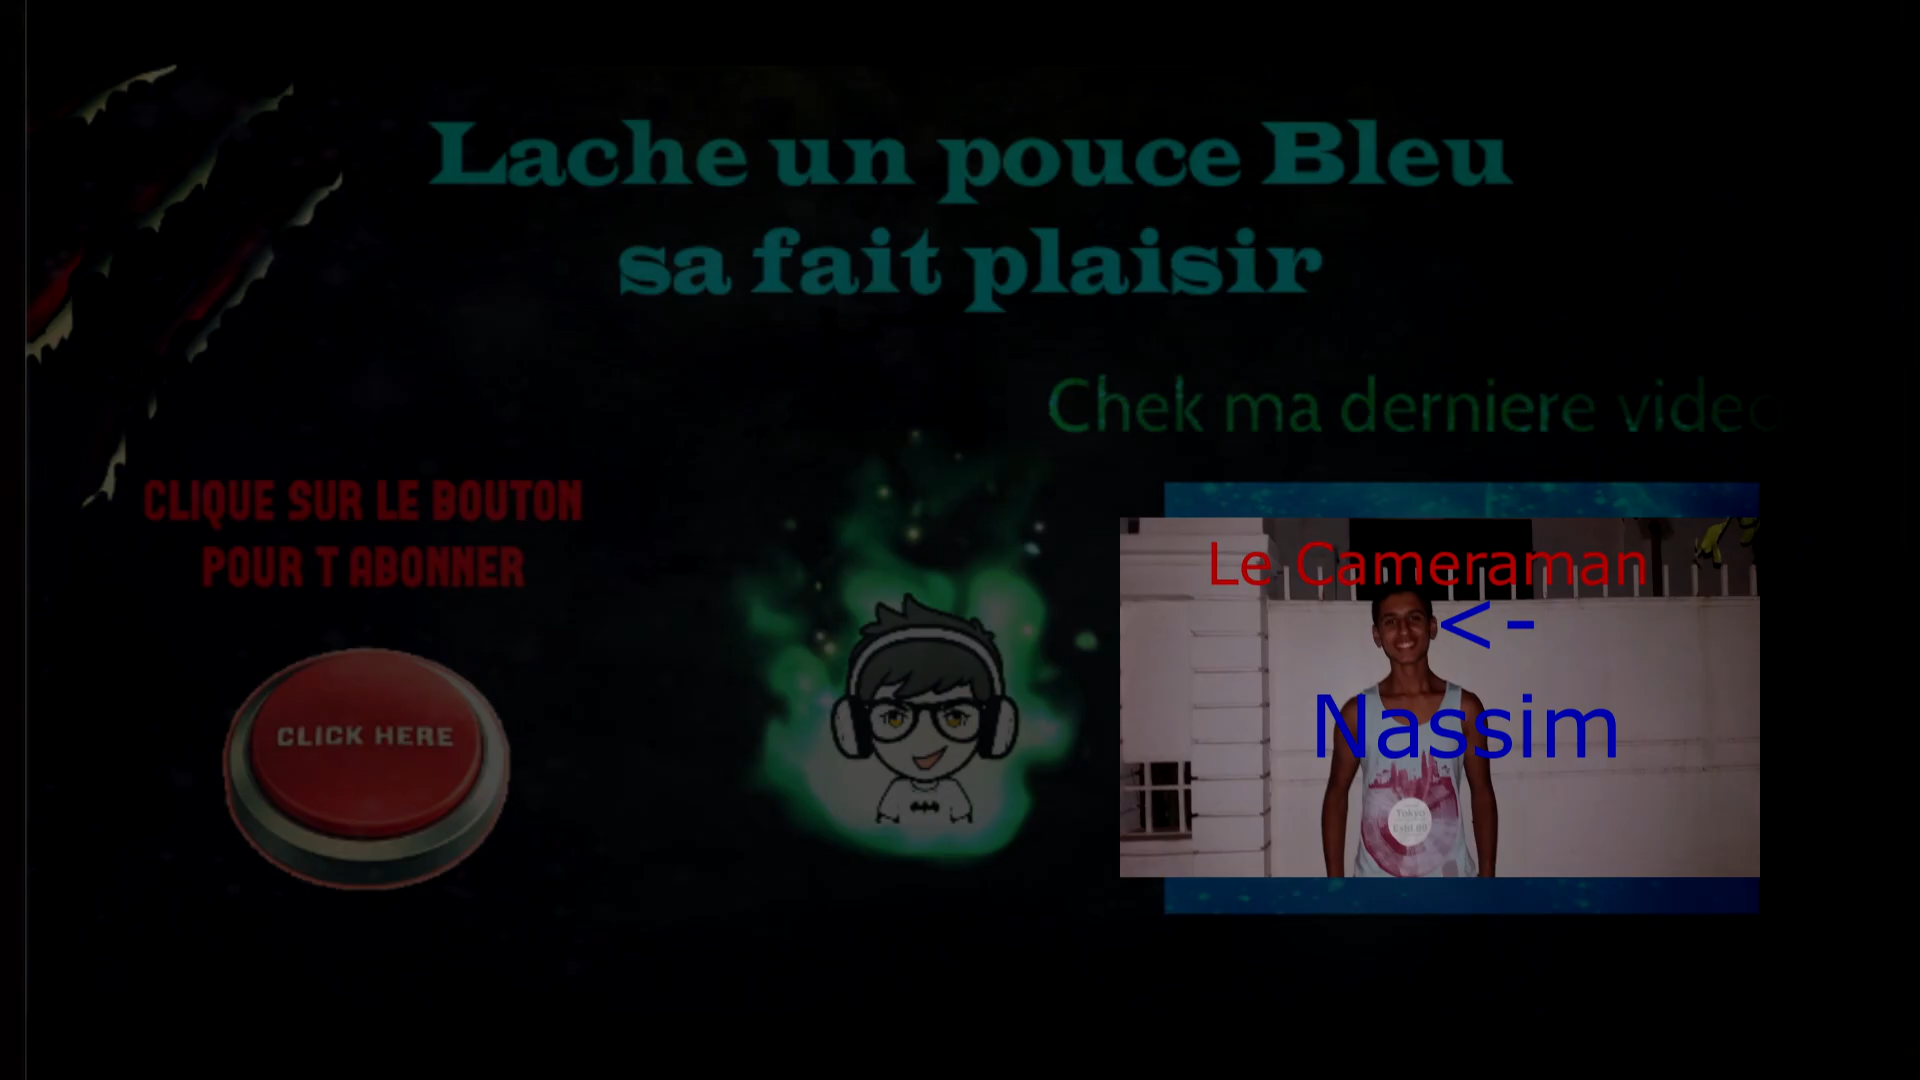 Lache un pouce Bleu
sa fait plaisir
Chek ma derniere video
CLIQUE SUR LE BOUTON
POUR T ABONNER
CLICK HERE
Le Cameraman
<-
Nassim
Tokyo